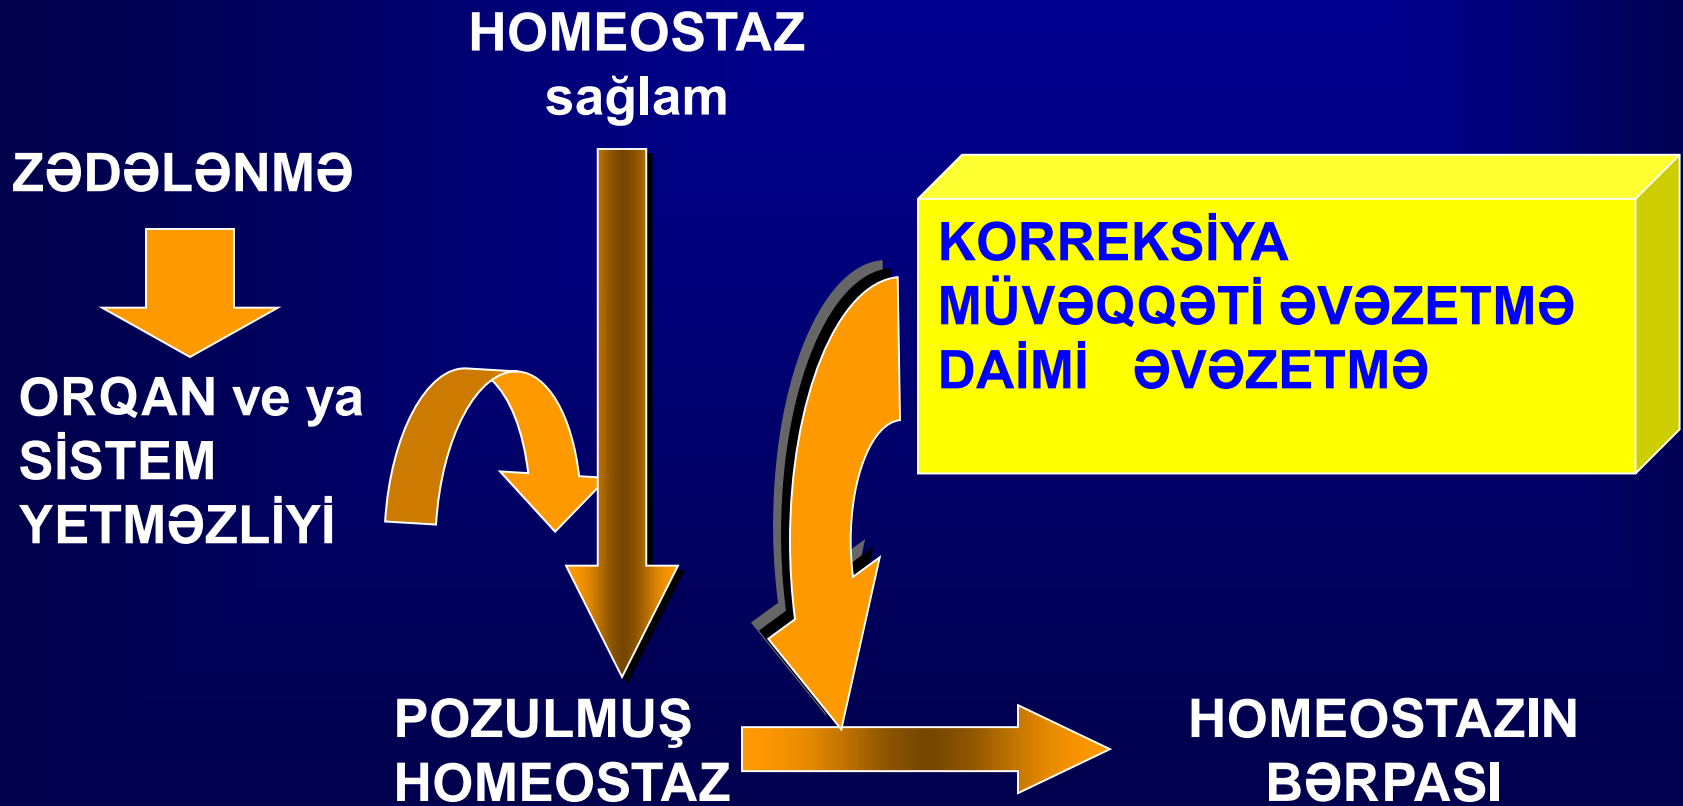 HOMEOSTAZ
sağlam
ZƏDƏLƏNMƏ
KORREKSİYA
MÜVƏQQƏTİ ƏVƏZETMƏ
DAİMİ ƏVƏZETMƏ
ORQAN ve ya
SİSTEM
YETMƏZLİYİ
POZULMUŞ
HOMEOSTAZ
HOMEOSTAZIN
BƏRPASI